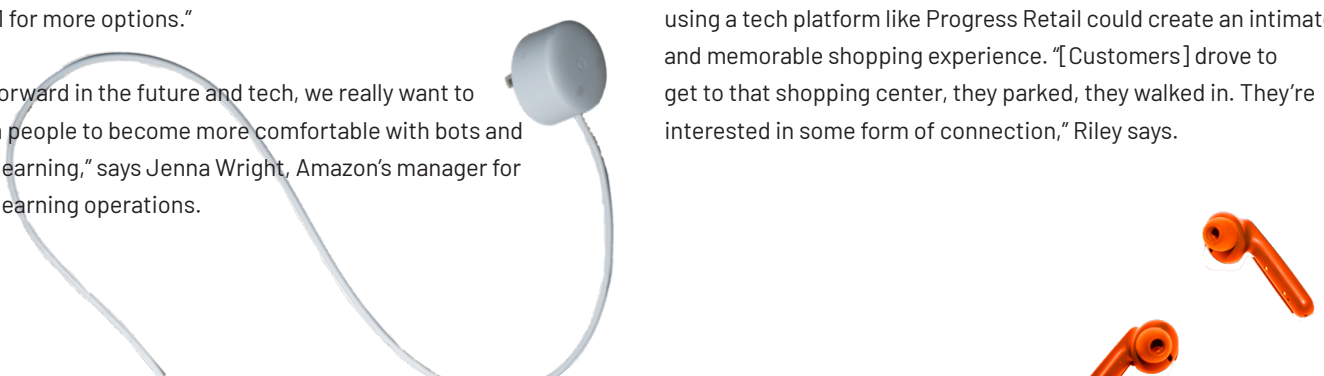 for more options.”
orward in the future and tech, we really want to
people to become more comfortable with bots and
earning,” says Jenna Wright, Amazon’s manager for
earning operations.
using a tech platform like Progress Retail could create an intimat
and memorable shopping experience. “[Customers] drove to
get to that shopping center, they parked, they walked in. They’re
interested in some form of connection,” Riley says.